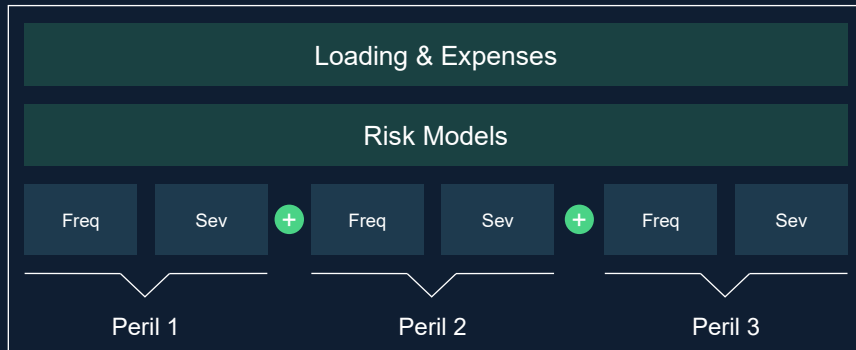 Loading & Expenses
Risk Models
Freq Sev + Freq Sev + Freq Sev
Peril 1 Peril 2 Peril 3